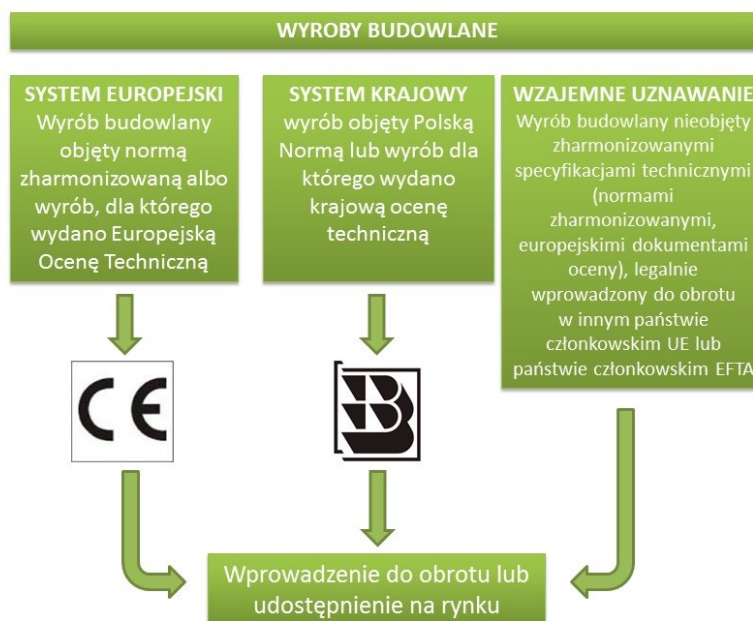 WYROBY BUDOWLANE
SYSTEM EUROPEJSKI
Wyrób budowlany
objęty normą
zharmonizowaną albo
wyrób, dla którego
wydano Europejską
Ocenę Techniczną
SYSTEM KRAJOWY
wyrób objęty Polską
Normą lub wyrób dla
którego wydano
krajową ocenę
techniczną
WZAJEMNE UZNAWANIE
Wyrób budowlany nieobjęty
zharmonizowanymi
specyfikacjami technicznymi
(normami
zharmonizowanymi,
europejskimi dokumentami
oceny), legalnie
wprowadzony do obrotu
w innym państwie
członkowskim UE lub
państwie członkowskim EFTA
CE
B
Wprowadzenie do obrotu lub
udostępnienie na rynku